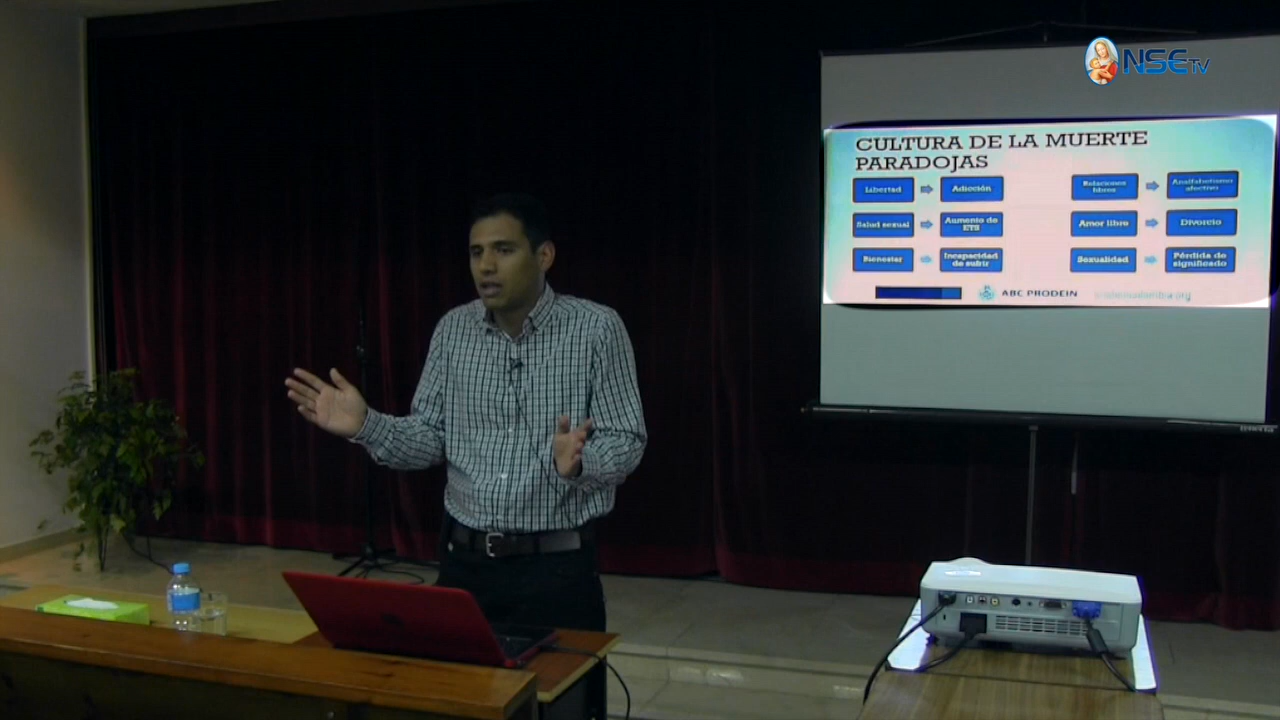 NSETV
CULTURA DE LA MUERTE
PARADOJAS
Libertad
Adicción
Salud sexual
Aumento de
ETS
Bienestar
Incapacidad
de sufrir
Relaciones
libres
Analfabetismo
afectivo
Amor libre
Divorcio
Sexualidad
Pérdida de
significado
ABC PRODEIN